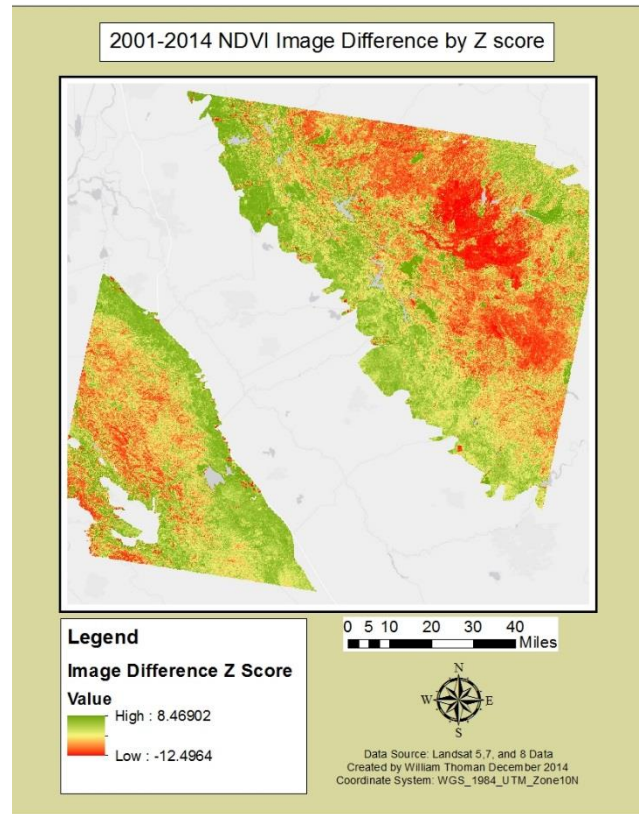 2001-2014 NDVI Image Difference by Z score
Legend
Image Difference Z Score
Value
High : 8.46902
Low : -12.4964
0 5 10 20 30 40
Miles
N
W E
S
Data Source: Landsat 5,7, and 8 Data
Created by William Thoman December 2014
Coordinate System: WGS_1984_UTM_Zone10N